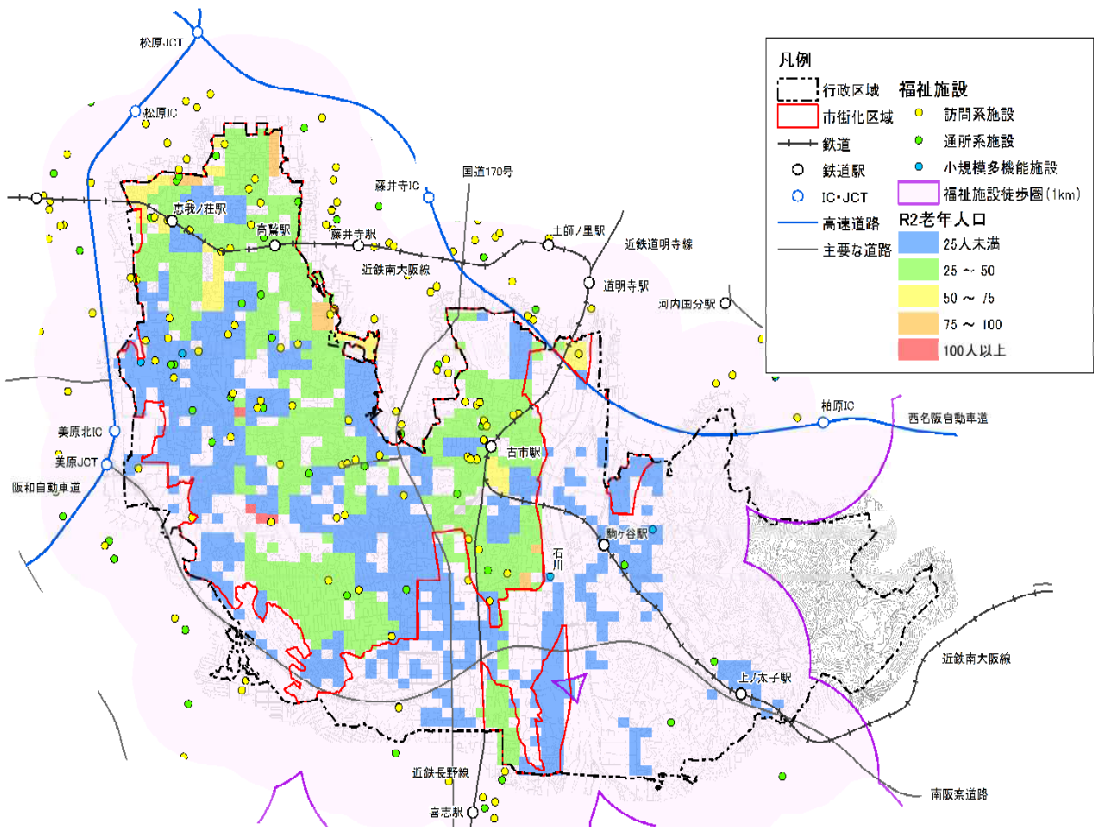 松原JCT
松原IC
恵我ノ荘駅
高鷲駅
藤井寺駅
近鉄南大阪線
藤井寺IC
国道170号
土師ノ里駅
近鉄道明寺線
道明寺駅
河内国分駅
柏原IC
西名阪自動車道
美原北IC
美原JCT
阪和自動車道
古市駅
駒ヶ谷駅
石川
上ノ太子駅
近鉄南大阪線
近鉄長野線
喜志駅
南阪奈道路
凡例
行政区域
市街化区域
鉄道
鉄道駅
IC・JCT
高速道路
主要な道路
福祉施設
訪問系施設
通所系施設
小規模多機能施設
福祉施設徒歩圏(1km)
R2老年人口
25人未満
25 ～ 50
50 ～ 75
75 ～ 100
100人以上